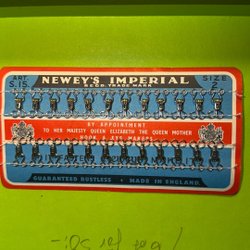 NEWEY'S IMPERIAL
REGD. TRADE MARK
ART.
SIZE
BY APPOINTMENT
TO HER MAJESTY QUEEN ELIZABETH THE QUEEN MOTHER
HOOK & EYE MAKERS
GUARANTEED RUSTLESS • MADE IN ENGLAND